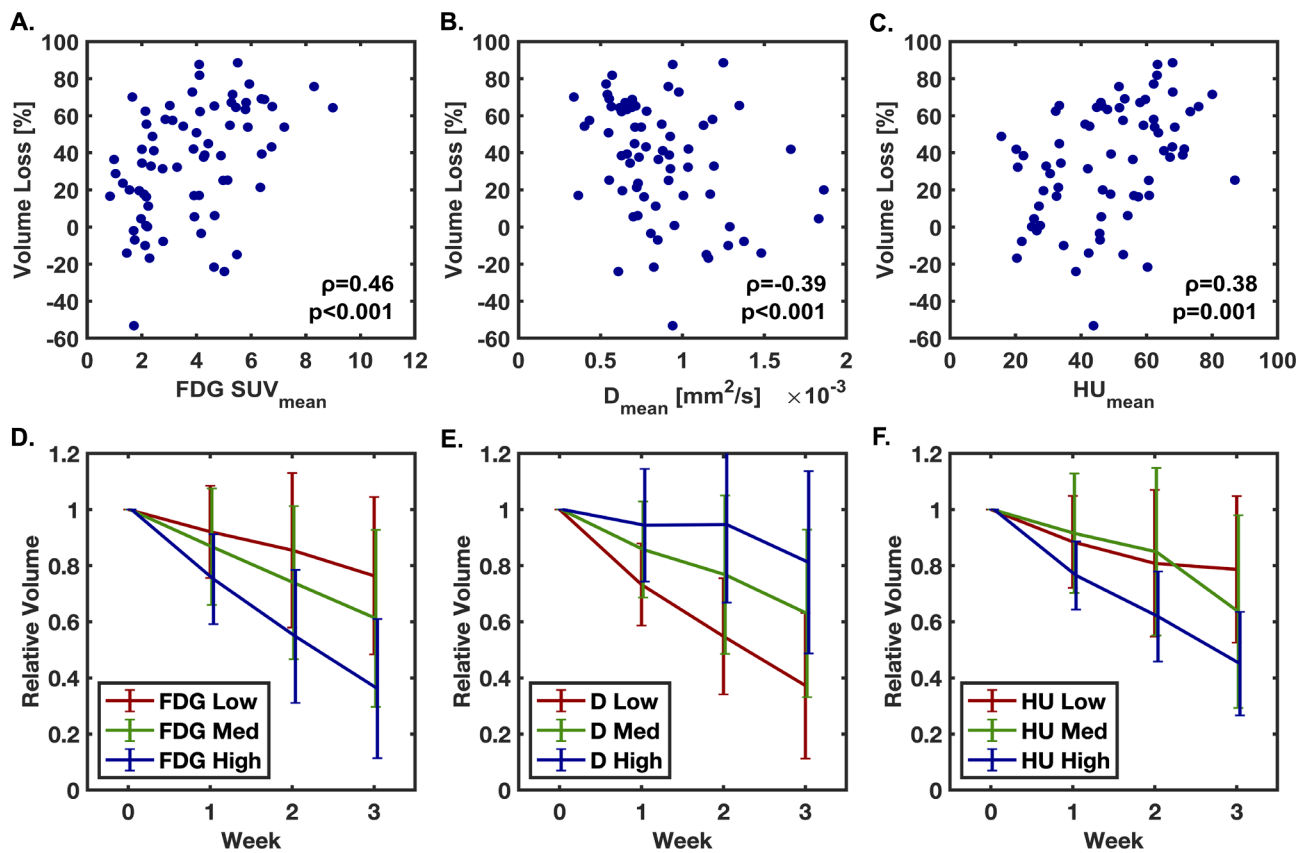 A.
100
80
60
40
20
0
-20
-40
-60
Volume Loss [%]
ρ=0.46
p<0.001
0 2 4 6 8 10 12
FDG SUVmean
B.
100
80
60
40
20
0
-20
-40
-60
Volume Loss [%]
ρ=-0.39
p<0.001
0 0.5 1 1.5 2
Dmean [mm²/s] ×10⁻³
C.
100
80
60
40
20
0
-20
-40
-60
Volume Loss [%]
ρ=0.38
p=0.001
0 20 40 60 80 100
HUmean
D.
1.2
1
0.8
0.6
0.4
0.2
0
Relative Volume
FDG Low
FDG Med
FDG High
0 1 2 3
Week
E.
1.2
1
0.8
0.6
0.4
0.2
0
Relative Volume
D Low
D Med
D High
0 1 2 3
Week
F.
1.2
1
0.8
0.6
0.4
0.2
0
Relative Volume
HU Low
HU Med
HU High
0 1 2 3
Week